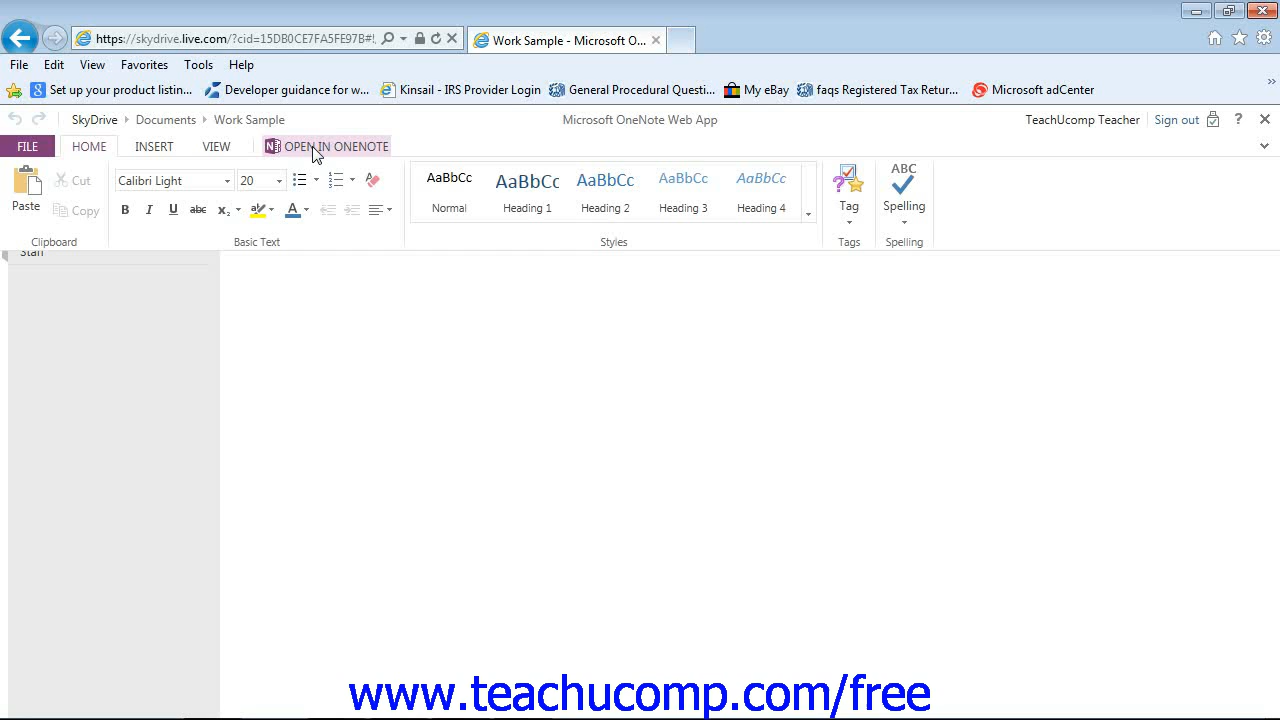 https://skydrive.live.com/?cid=15DB0CE7FA5FE97B#!
Work Sample - Microsoft O...
File Edit View Favorites Tools Help
Set up your product listin... Developer guidance for w... Kinsail - IRS Provider Login General Procedural Questi... My eBay faqs Registered Tax Retur... Microsoft adCenter
SkyDrive Documents Work Sample Microsoft OneNote Web App TeachUcomp Teacher Sign out ?
FILE HOME INSERT VIEW OPEN IN ONENOTE
Paste Cut Copy
Calibri Light 20
B I U abc x₂ ab A
AaBbCc AaBbCc AaBbCc AaBbCc AaBbCc
Normal Heading 1 Heading 2 Heading 3 Heading 4
Tag
ABC
Spelling
Clipboard Basic Text Styles Tags Spelling
www.teachucomp.com/free